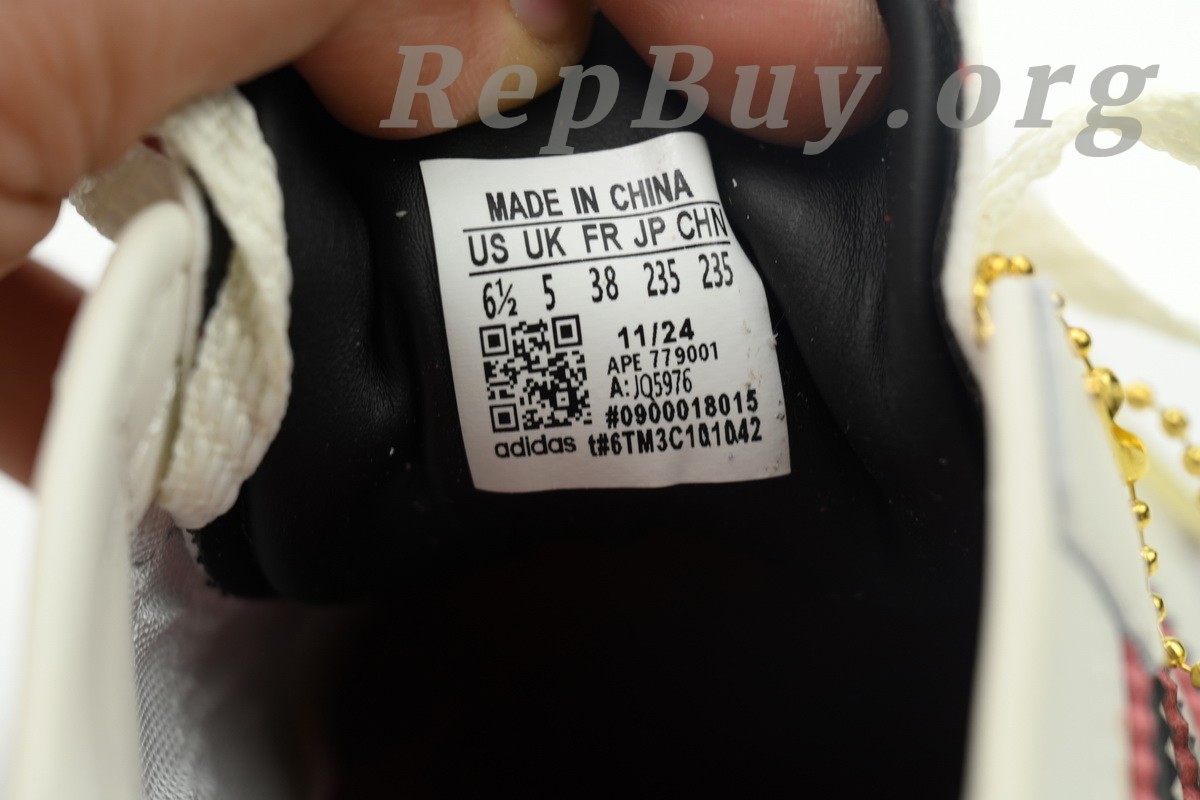 RepBuy.org
MADE IN CHINA
US UK FR JP CHN
6½ 5 38 235 235
11/24
APE 779001
A: JQ5976
#0900018015
adidas t#6TM3C101042